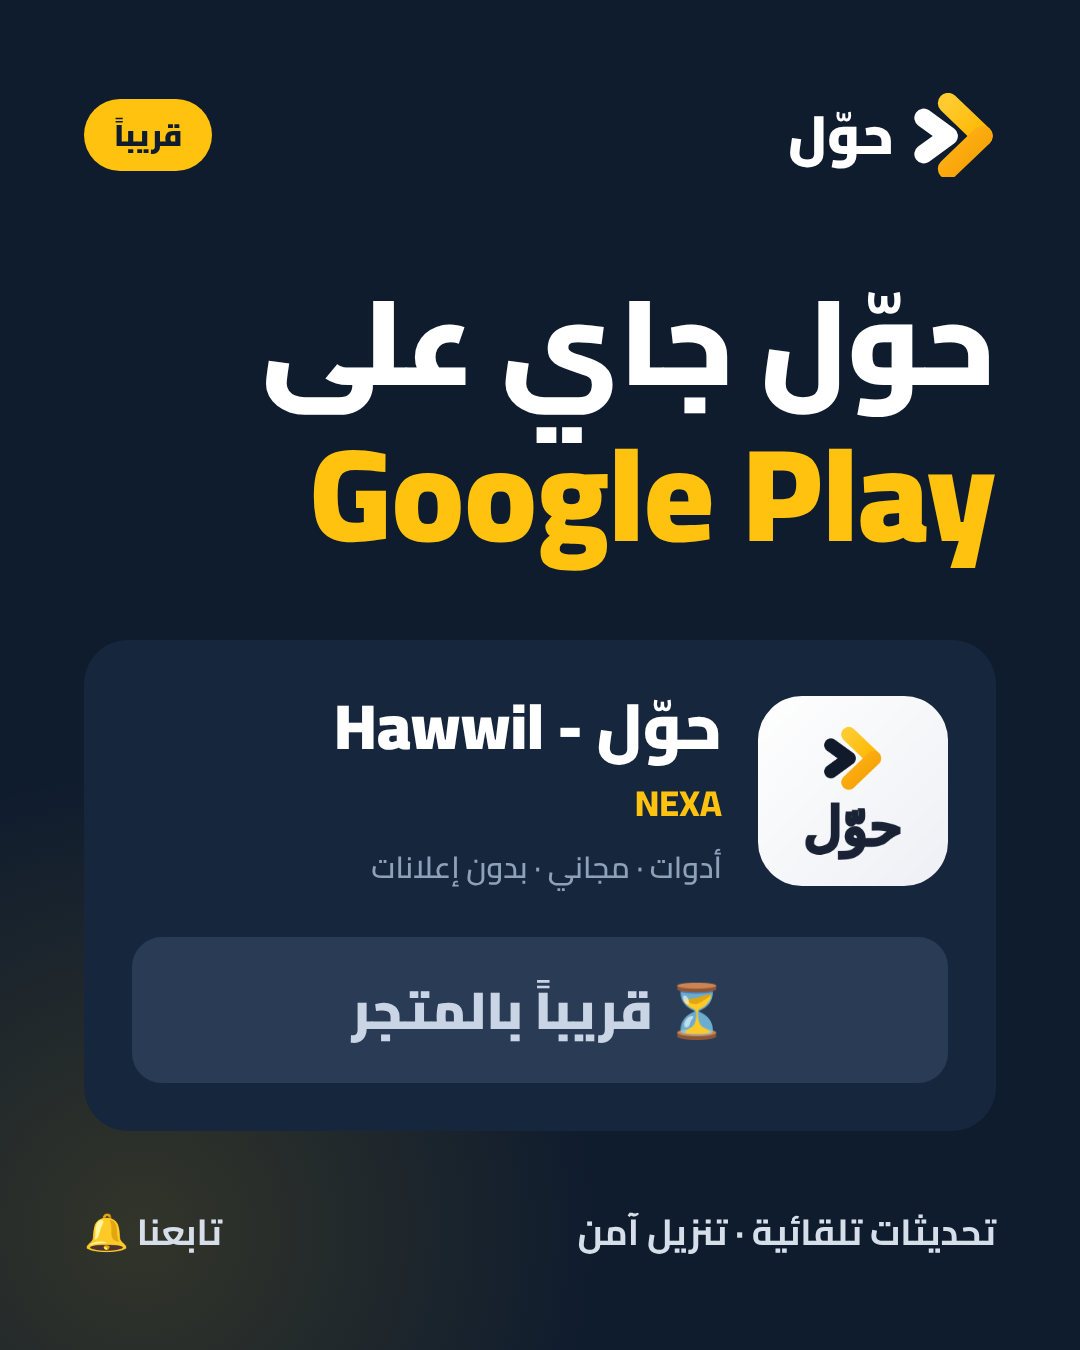 حوّل
قريباً
حوّل جاي على
Google Play
حوّل - Hawwil
NEXA
أدوات · مجاني · بدون إعلانات
حوّل
⏳ قريباً بالمتجر
تحديثات تلقائية · تنزيل آمن
تابعنا 🔔